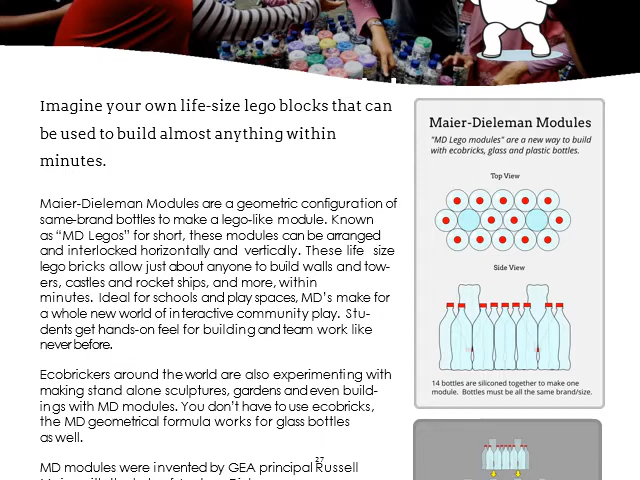 Imagine your own life-size lego blocks that can
be used to build almost anything within
minutes.
Maier-Dieleman Modules are a geometric configuration of
same-brand bottles to make a lego-like module. Known
as “MD Legos” for short, these modules can be arranged
and interlocked horizontally and vertically. These life size
lego bricks allow just about anyone to build walls and tow-
ers, castles and rocket ships, and more, within
minutes. Ideal for schools and play spaces, MD’s make for
a whole new world of interactive community play. Stu-
dents get hands-on feel for building and team work like
never before.
Ecobrickers around the world are also experimenting with
making stand alone sculptures, gardens and even build-
ings with MD modules. You don’t have to use ecobricks,
the MD geometrical formula works for glass bottles
as well.
27
MD modules were invented by GEA principal Russell
Maier-Dieleman Modules
"MD Lego modules" are a new way to build
with ecobricks, glass and plastic bottles.
Top View
Side View
14 bottles are siliconed together to make one
module. Bottles must be all the same brand/size.